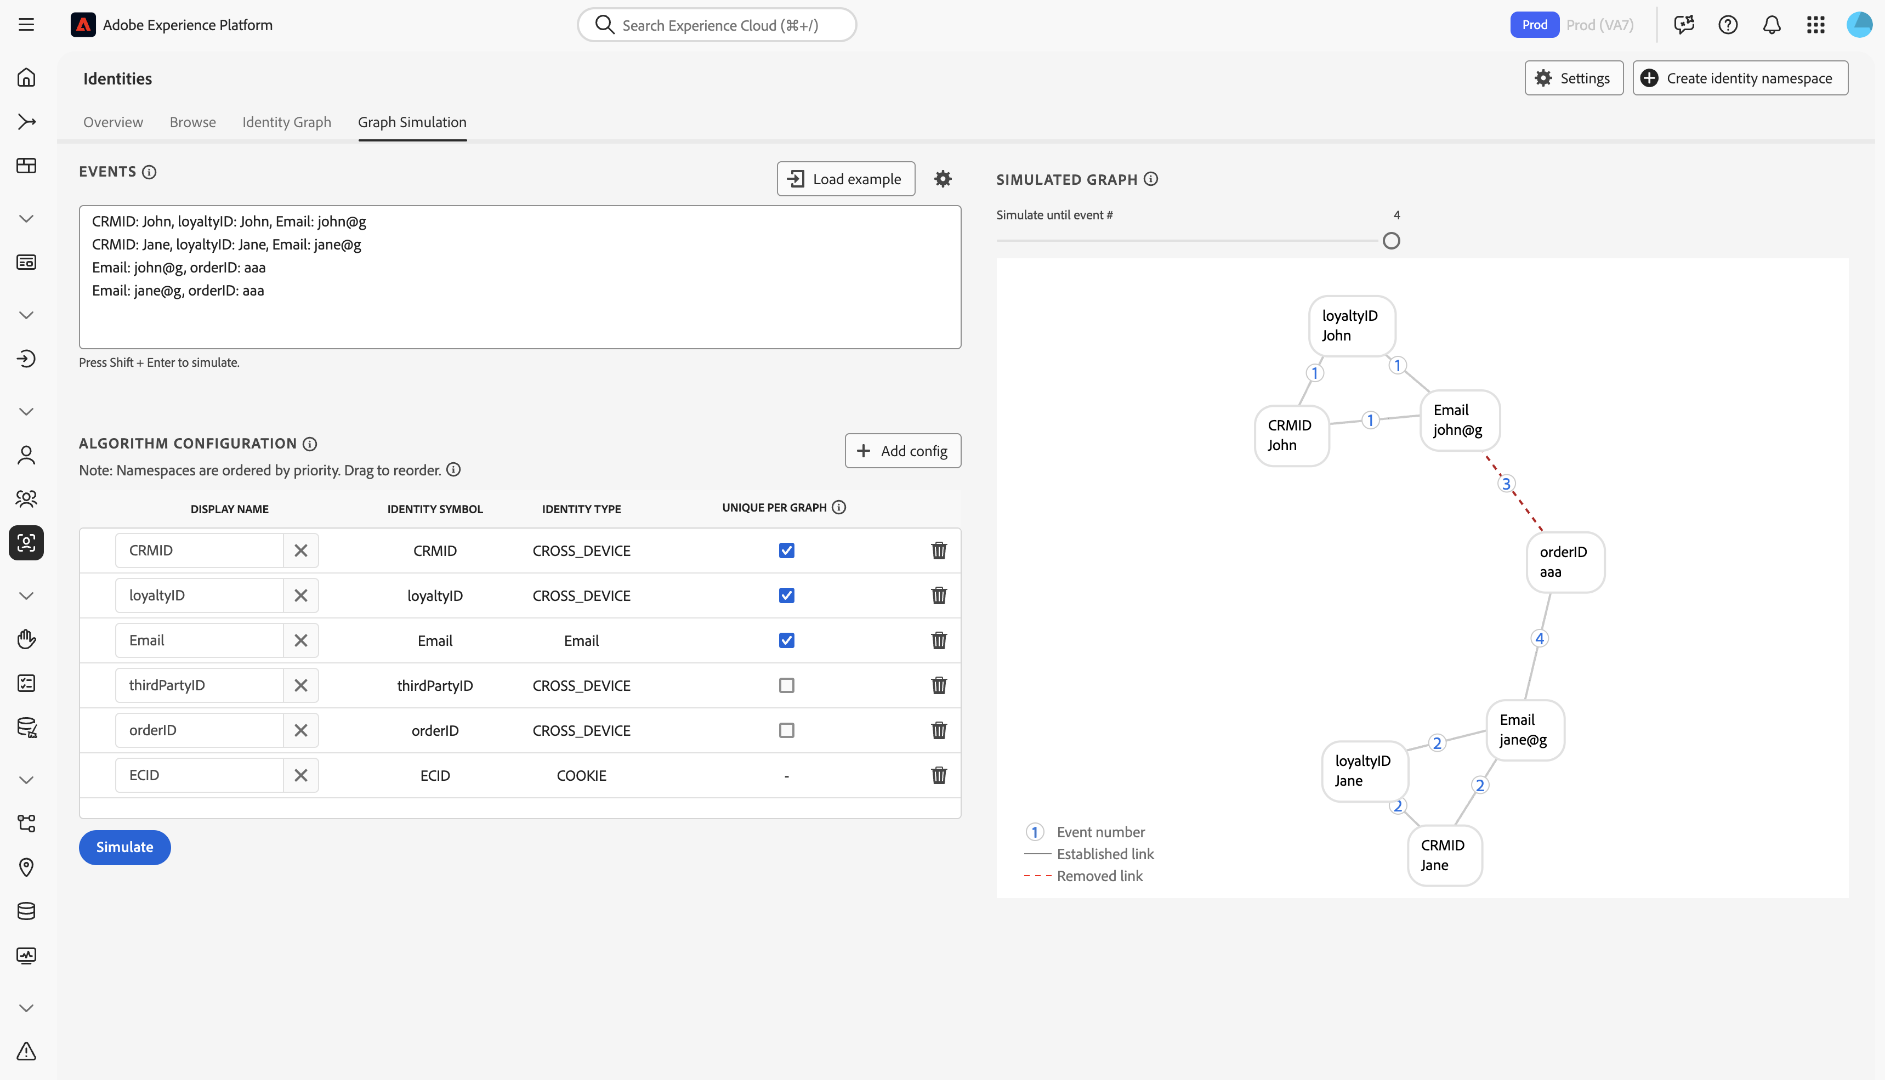 Adobe Experience Platform
Search Experience Cloud (⌘+/)
Prod
Prod (VA7)
Identities
Settings
Create identity namespace
Overview
Browse
Identity Graph
Graph Simulation
EVENTS
Load example
CRMID: John, loyaltyID: John, Email: john@g
CRMID: Jane, loyaltyID: Jane, Email: jane@g
Email: john@g, orderID: aaa
Email: jane@g, orderID: aaa
Press Shift + Enter to simulate.
ALGORITHM CONFIGURATION
Note: Namespaces are ordered by priority. Drag to reorder.
Add config
DISPLAY NAME IDENTITY SYMBOL IDENTITY TYPE UNIQUE PER GRAPH
CRMID CRMID CROSS_DEVICE
loyaltyID loyaltyID CROSS_DEVICE
Email Email Email
thirdPartyID thirdPartyID CROSS_DEVICE
orderID orderID CROSS_DEVICE
ECID ECID COOKIE -
Simulate
SIMULATED GRAPH
Simulate until event #
4
loyaltyID
John
1
1
CRMID
John
1
Email
john@g
3
orderID
aaa
4
Email
jane@g
2
loyaltyID
Jane
2
2
CRMID
Jane
1 Event number
Established link
Removed link